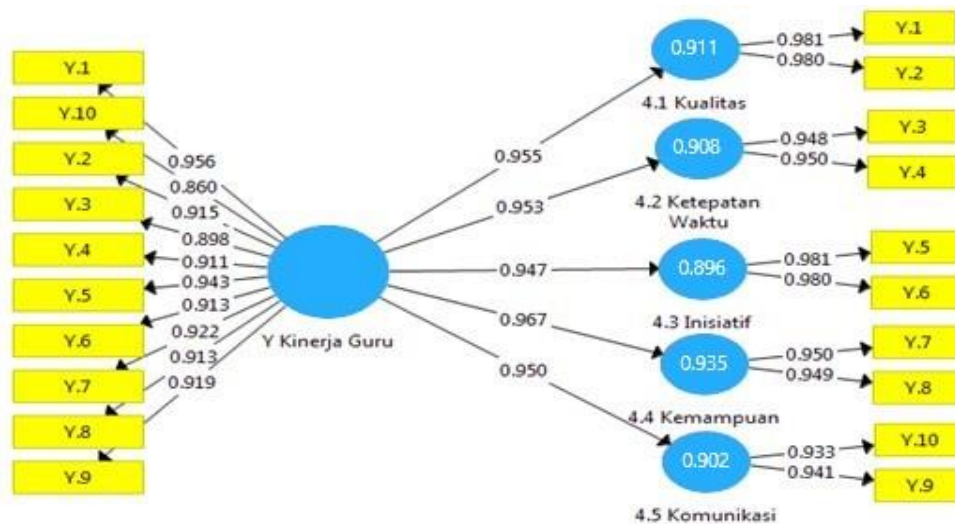 Y.1
Y.10
Y.2
Y.3
Y.4
Y.5
Y.6
Y.7
Y.8
Y.9
0.956
0.860
0.915
0.898
0.911
0.943
0.913
0.922
0.913
0.919
Y Kinerja Guru
0.955
0.953
0.947
0.967
0.950
0.911
4.1 Kualitas
0.981
0.980
Y.1
Y.2
0.908
4.2 Ketepatan
Waktu
0.948
0.950
Y.3
Y.4
0.896
4.3 Inisiatif
0.981
0.980
Y.5
Y.6
0.935
4.4 Kemampuan
0.950
0.949
Y.7
Y.8
0.902
4.5 Komunikasi
0.933
0.941
Y.10
Y.9